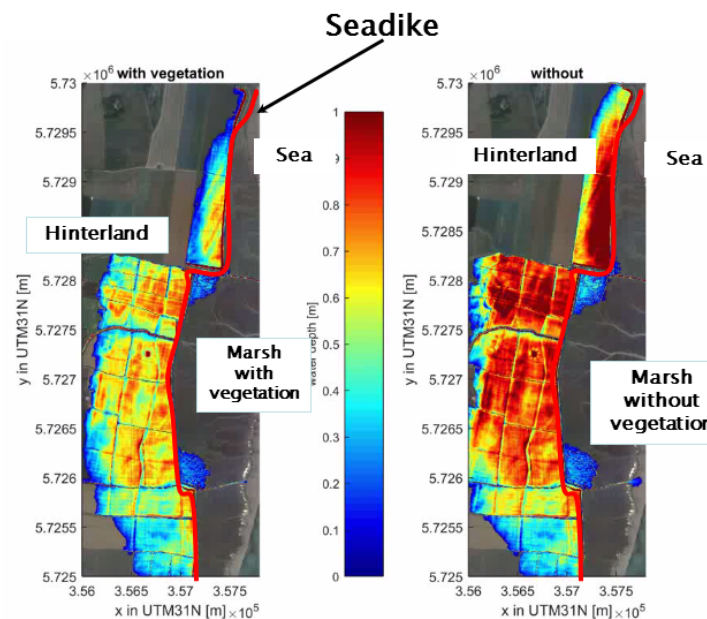 Seadike
×10⁶ with vegetation
5.73
5.7295
5.729
5.7285
5.728
5.7275
5.727
5.7265
5.726
5.7255
5.725
y in UTM31N [m]
3.56
3.565
3.57
3.575
x in UTM31N [m] ×10⁵
Sea
Hinterland
Marsh with
vegetation
1
0.9
0.8
0.7
0.6
0.5
0.4
0.3
0.2
0.1
0
water depth [m]
×10⁶ without
5.73
5.7295
5.729
5.7285
5.728
5.7275
5.727
5.7265
5.726
5.7255
5.725
y in UTM31N [m]
3.56
3.565
3.57
3.575
x in UTM31N [m] ×10⁵
Hinterland
Sea
Marsh
without
vegetation